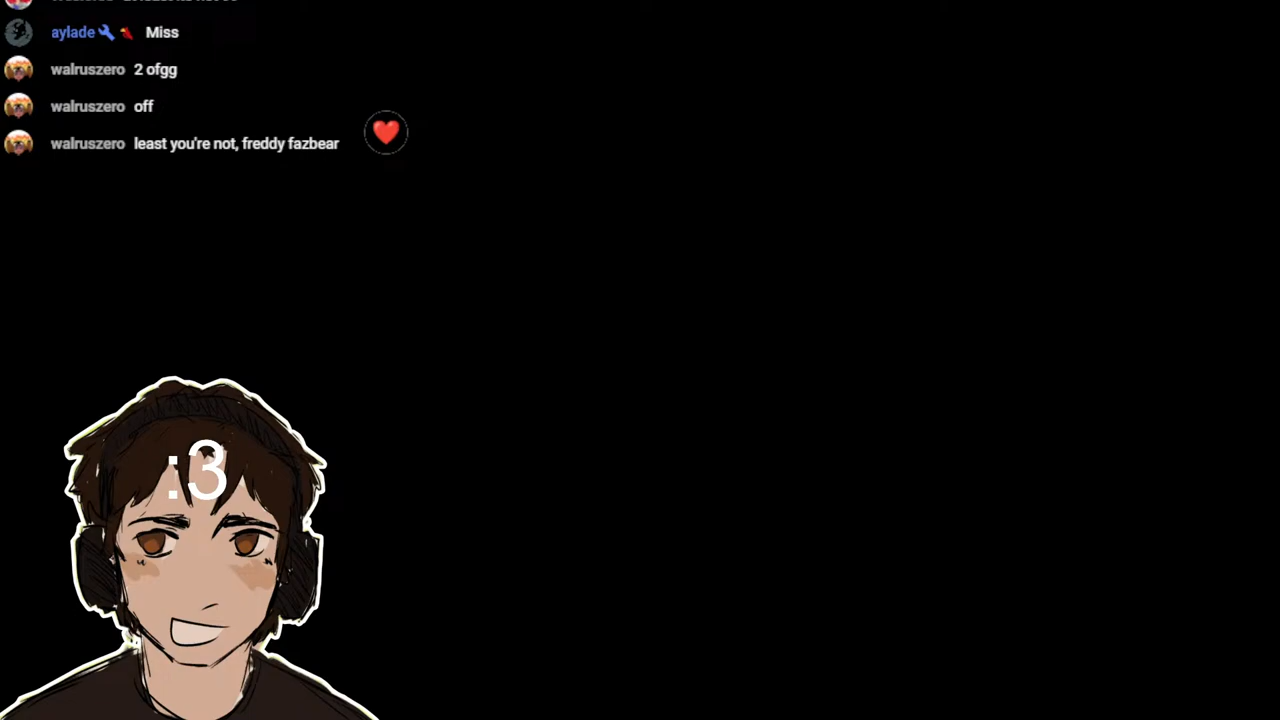 aylade Miss
walruszero 2 ofgg
walruszero off
walruszero least you're not, freddy fazbear
:3